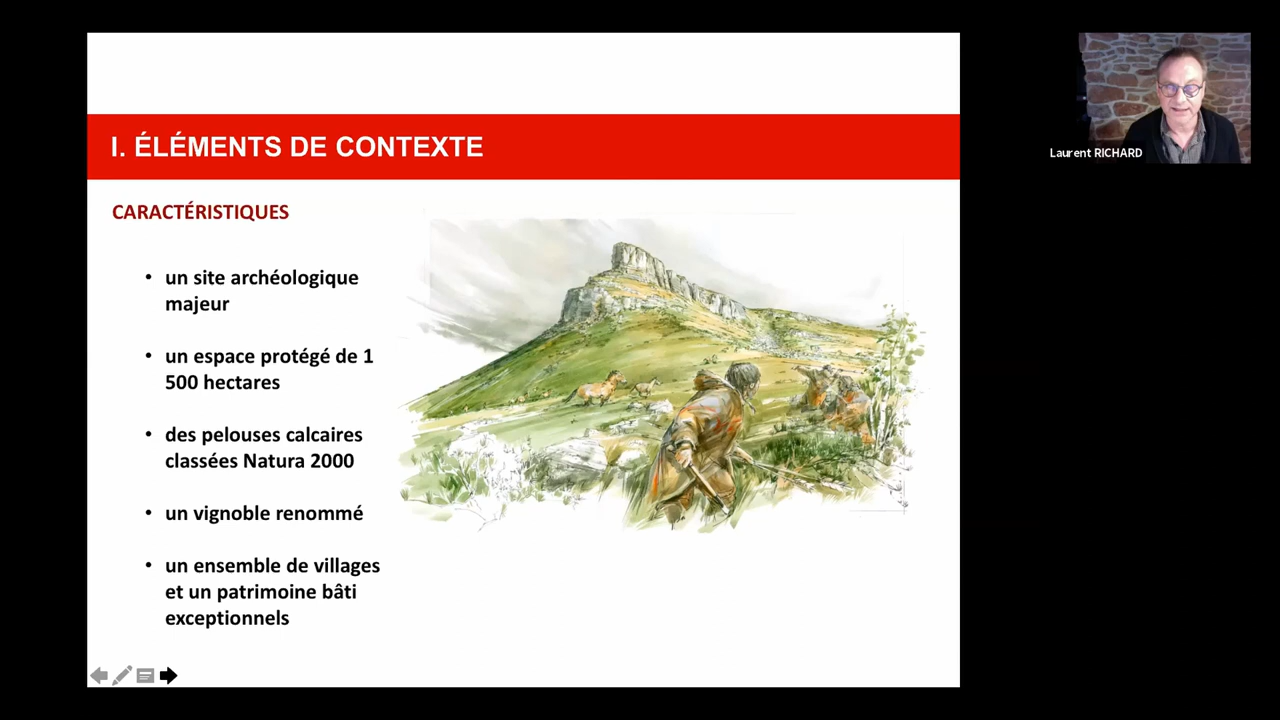 I. ÉLÉMENTS DE CONTEXTE
Laurent RICHARD
CARACTÉRISTIQUES
• un site archéologique
majeur
• un espace protégé de 1
500 hectares
• des pelouses calcaires
classées Natura 2000
• un vignoble renommé
• un ensemble de villages
et un patrimoine bâti
exceptionnels